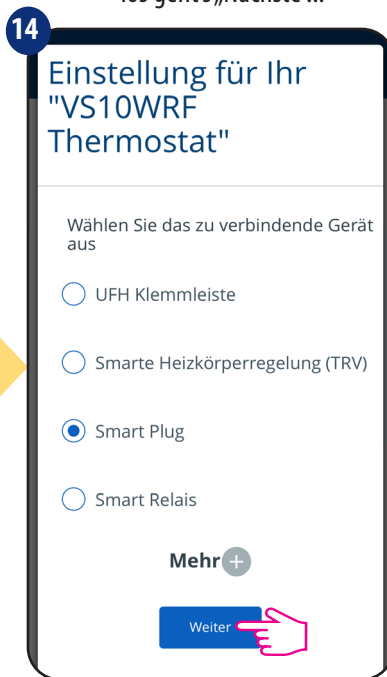 14
Einstellung für Ihr
"VS10WRF
Thermostat"
Wählen Sie das zu verbindende Gerät
aus
UFH Klemmleiste
Smarte Heizkörperregelung (TRV)
Smart Plug
Smart Relais
Mehr +
Weiter